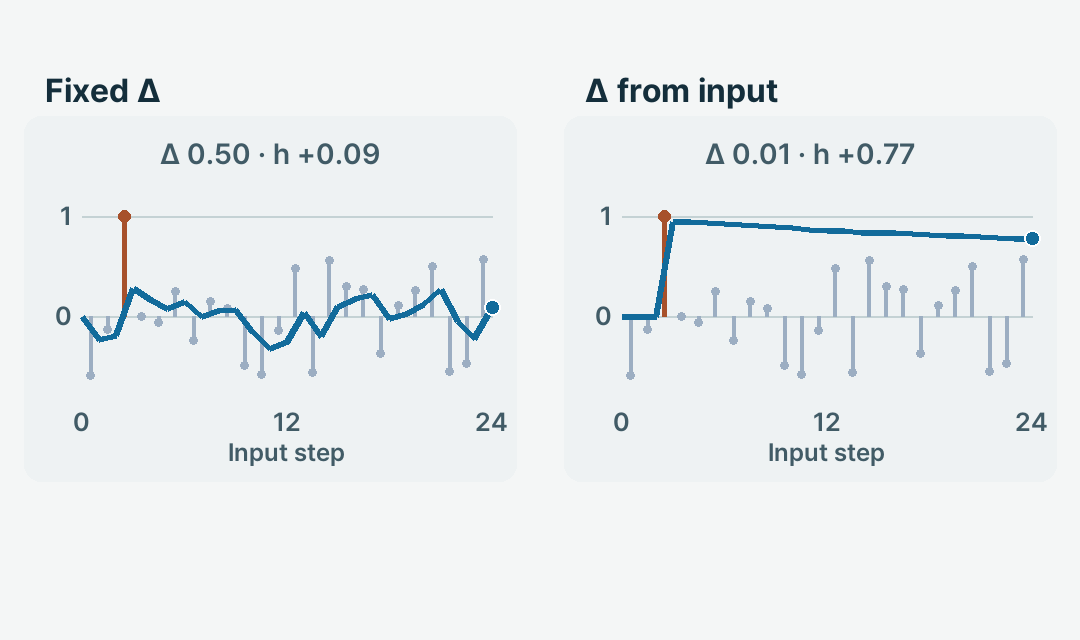 Fixed Δ
Δ 0.50 · h +0.09
1
0
0 12 24
Input step
Δ from input
Δ 0.01 · h +0.77
1
0
0 12 24
Input step